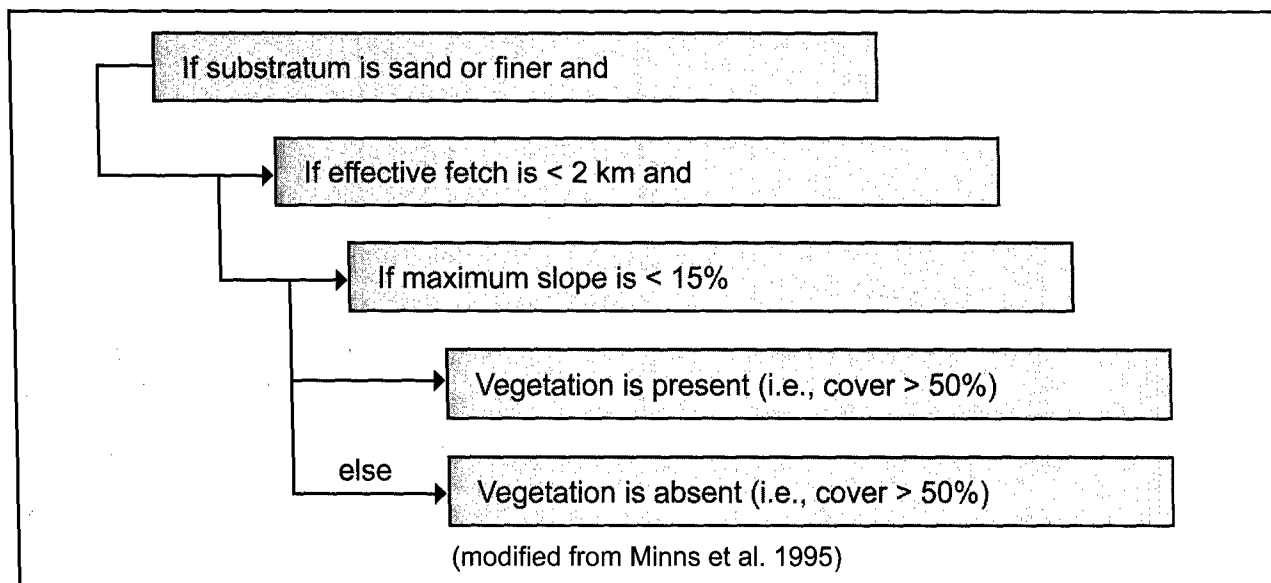 If substratum is sand or finer and
If effective fetch is < 2 km and
If maximum slope is < 15%
Vegetation is present (i.e., cover > 50%)
else
Vegetation is absent (i.e., cover > 50%)
(modified from Minns et al. 1995)